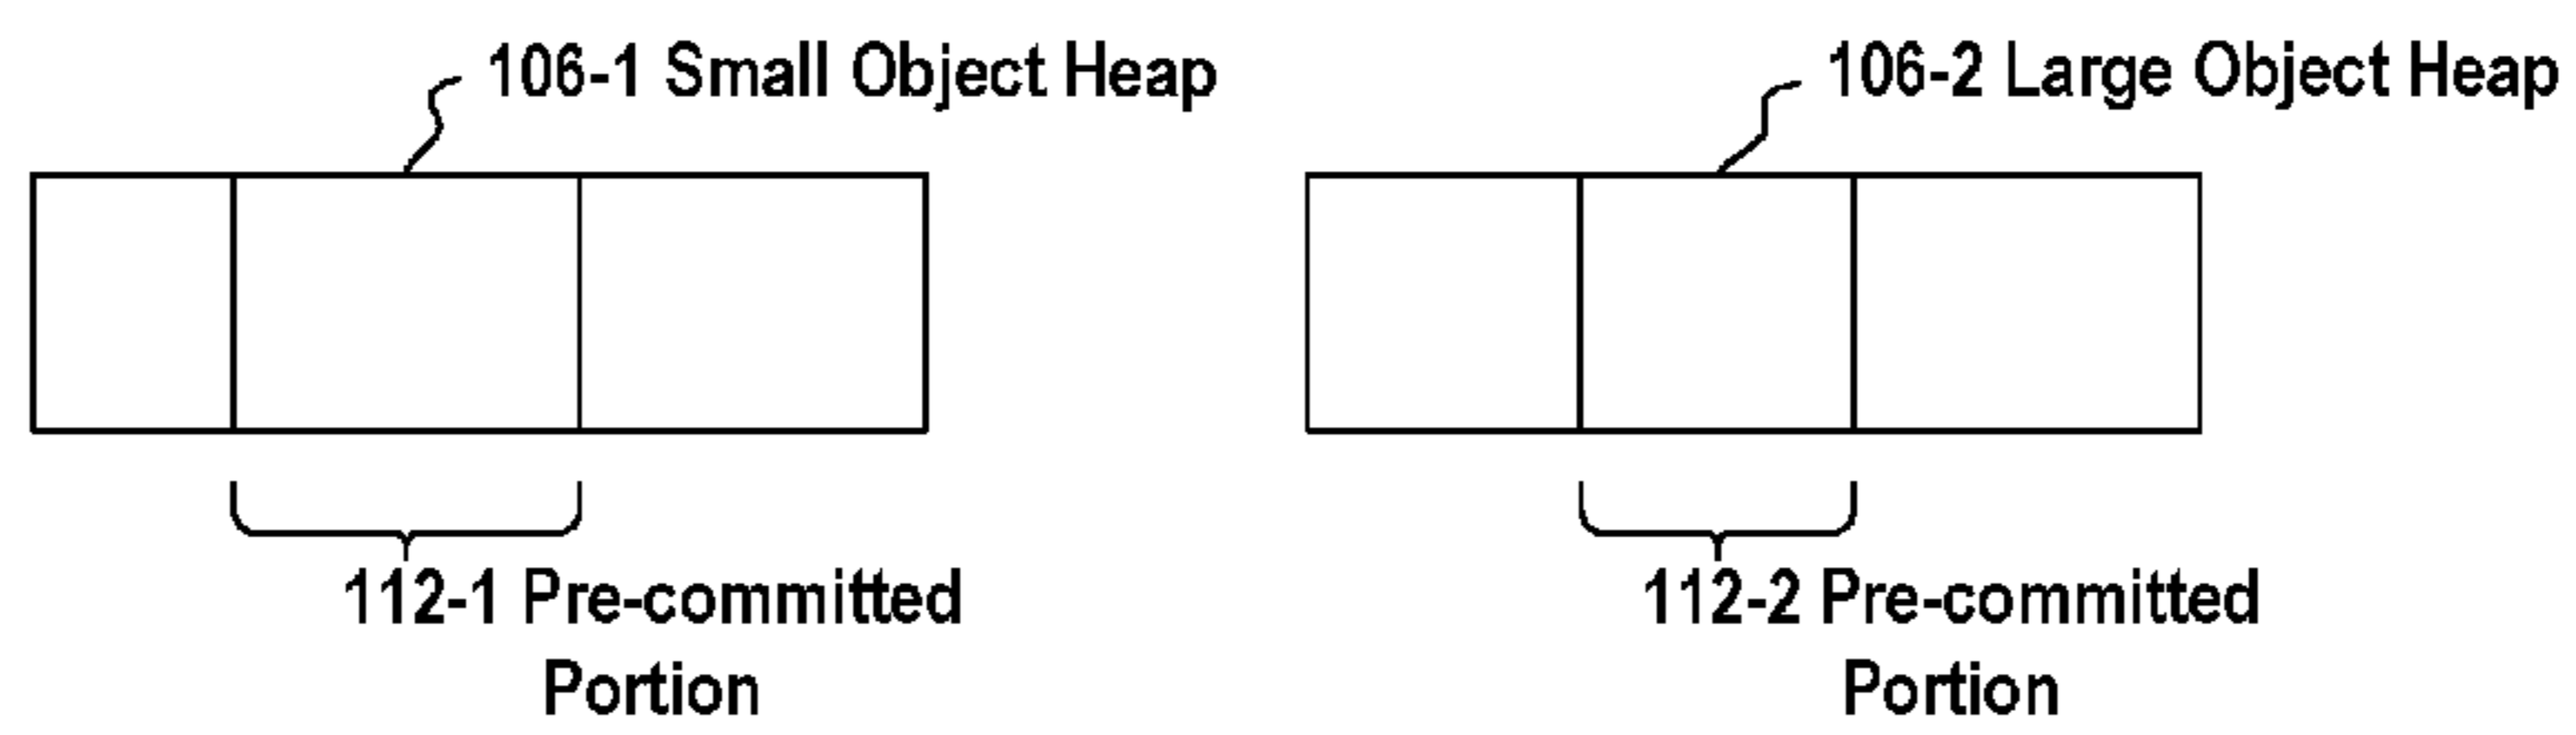 106-1 Small Object Heap
106-2 Large Object Heap
112-1 Pre-committed
Portion
112-2 Pre-committed
Portion